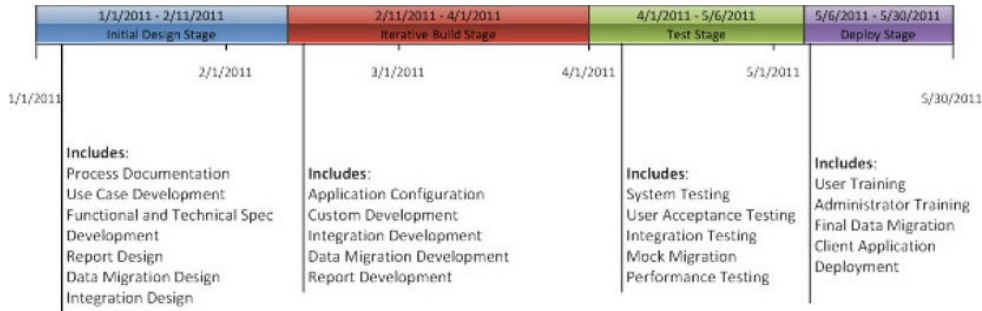 1/1/2011 - 2/11/2011
Initial Design Stage
2/11/2011 - 4/1/2011
Iterative Build Stage
4/1/2011 - 5/6/2011
Test Stage
5/6/2011 - 5/30/2011
Deploy Stage
2/1/2011
3/1/2011
4/1/2011
5/1/2011
1/1/2011
5/30/2011
Includes:
Process Documentation
Use Case Development
Functional and Technical Spec
Development
Report Design
Data Migration Design
Integration Design
Includes:
Application Configuration
Custom Development
Integration Development
Data Migration Development
Report Development
Includes:
System Testing
User Acceptance Testing
Integration Testing
Mock Migration
Performance Testing
Includes:
User Training
Administrator Training
Final Data Migration
Client Application
Deployment